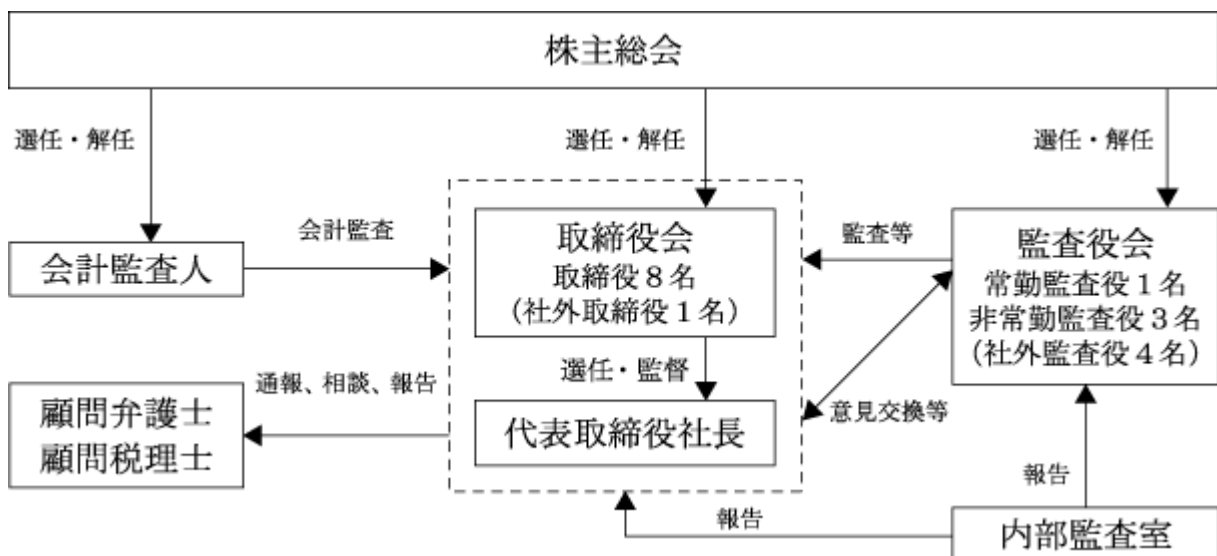 株主総会
選任・解任
選任・解任
選任・解任
会計監査人
会計監査
取締役会
取締役8名
(社外取締役1名)
監査等
監査役会
常勤監査役1名
非常勤監査役3名
(社外監査役4名)
選任・監督
通報、相談、報告
顧問弁護士
顧問税理士
代表取締役社長
意見交換等
報告
報告
内部監査室